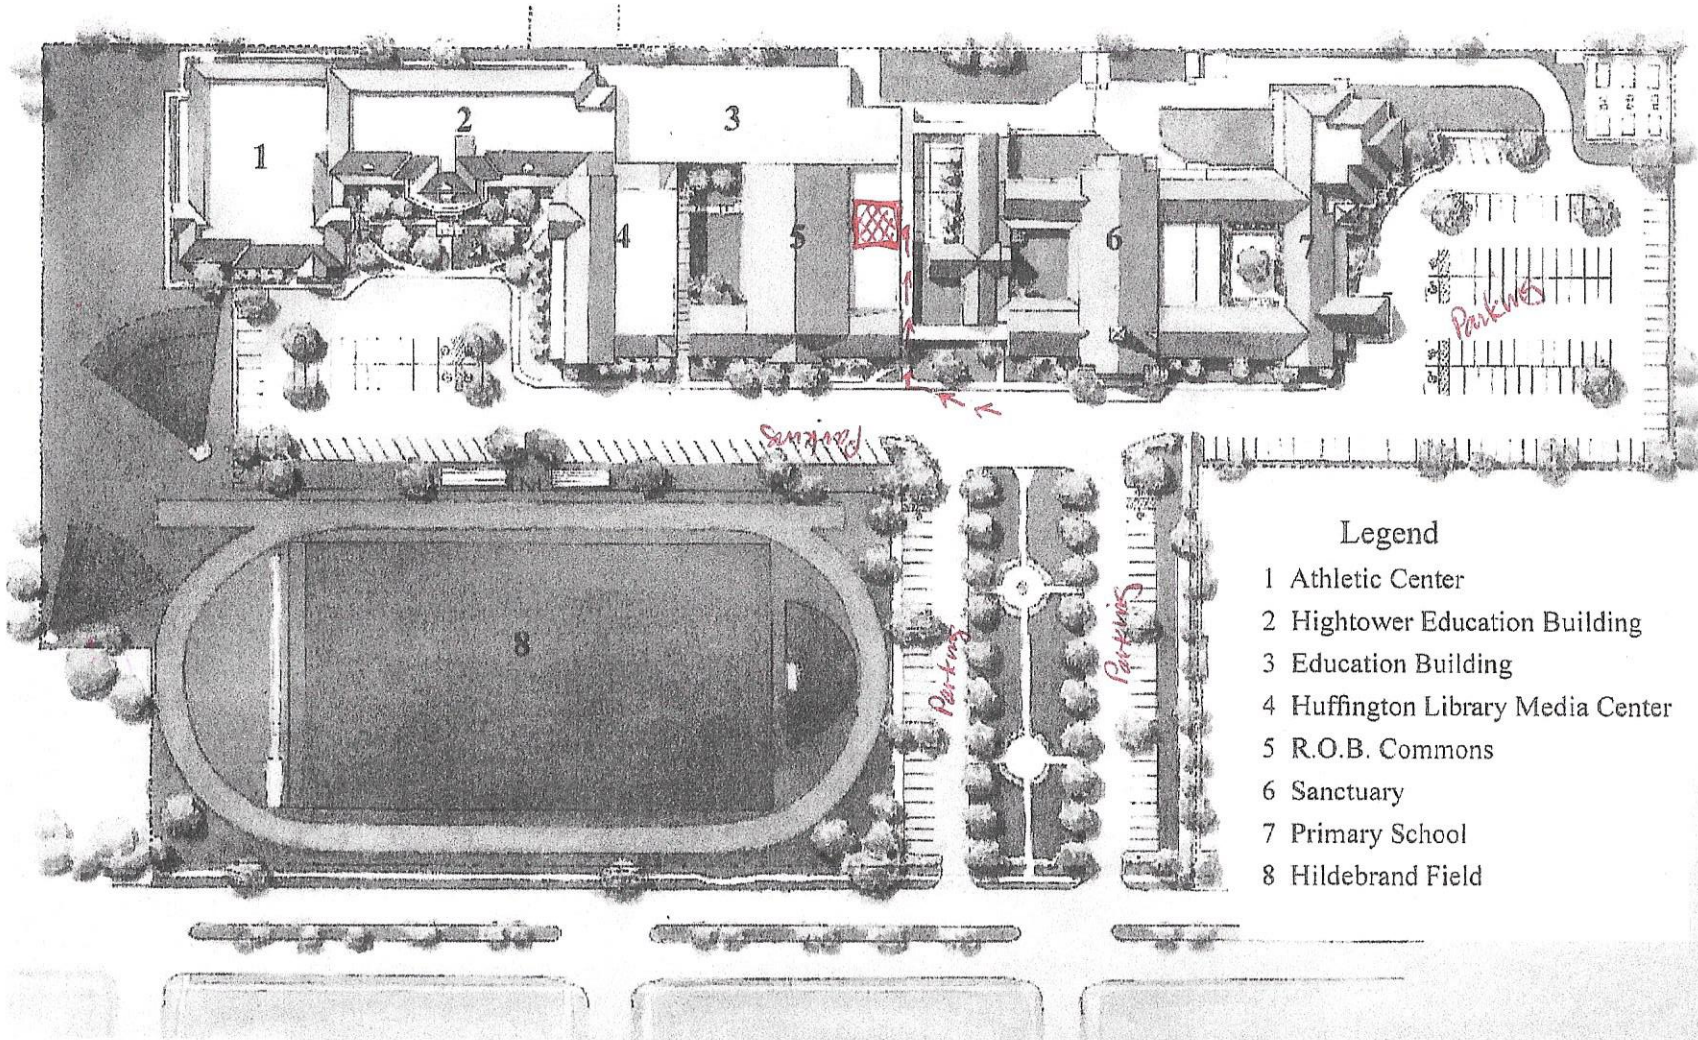 1
2
3
4
5
6
7
Parking
Parking
8
Parking
Parking
Legend
1 Athletic Center
2 Hightower Education Building
3 Education Building
4 Huffington Library Media Center
5 R.O.B. Commons
6 Sanctuary
7 Primary School
8 Hildebrand Field